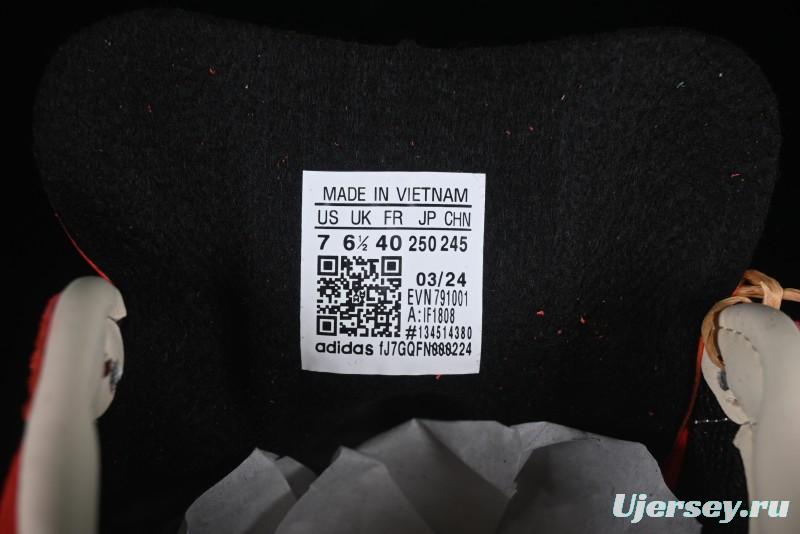 MADE IN VIETNAM
US UK FR JP CHN
7 6½ 40 250 245
03/24
EVN 791001
A:IF1808
#134514380
adidas fJ7GQFN088224
Ujersey.ru